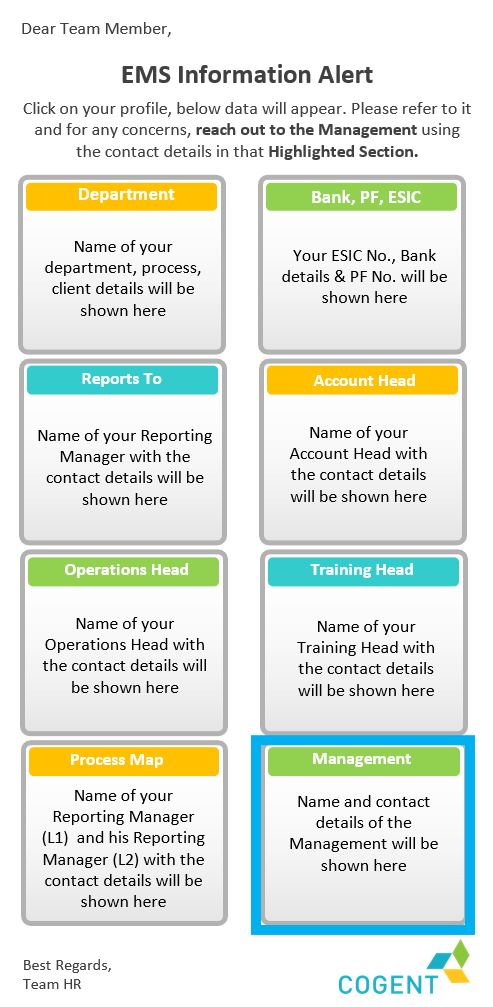 Dear Team Member,
EMS Information Alert
Click on your profile, below data will appear. Please refer to it
and for any concerns, reach out to the Management using
the contact details in that Highlighted Section.
Department
Name of your
department, process,
client details will be
shown here
Bank, PF, ESIC
Your ESIC No., Bank
details & PF No. will be
shown here
Reports To
Name of your Reporting
Manager with the
contact details will be
shown here
Account Head
Name of your
Account Head with
the contact details
will be shown here
Operations Head
Name of your
Operations Head with
the contact details will
be shown here
Training Head
Name of your
Training Head with
the contact details
will be shown here
Process Map
Name of your
Reporting Manager
(L1) and his Reporting
Manager (L2) with the
contact details will be
shown here
Management
Name and contact
details of the
Management will be
shown here
Best Regards,
Team HR
COGENT